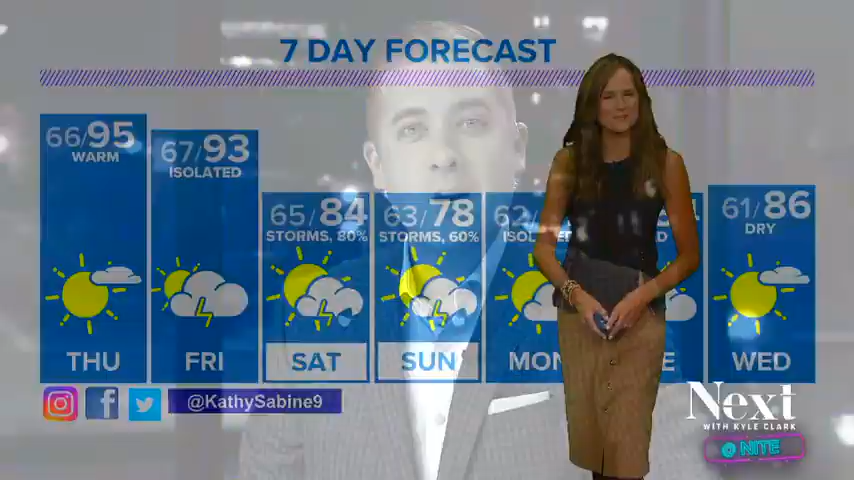 7 DAY FORECAST
66/95
WARM
67/93
ISOLATED
65/84
STORMS, 80%
63/78
STORMS, 60%
62/
61/86
DRY
THU
FRI
SAT
SUN
MON
WED
@KathySabine9
Next
WITH KYLE CLARK
@ NITE